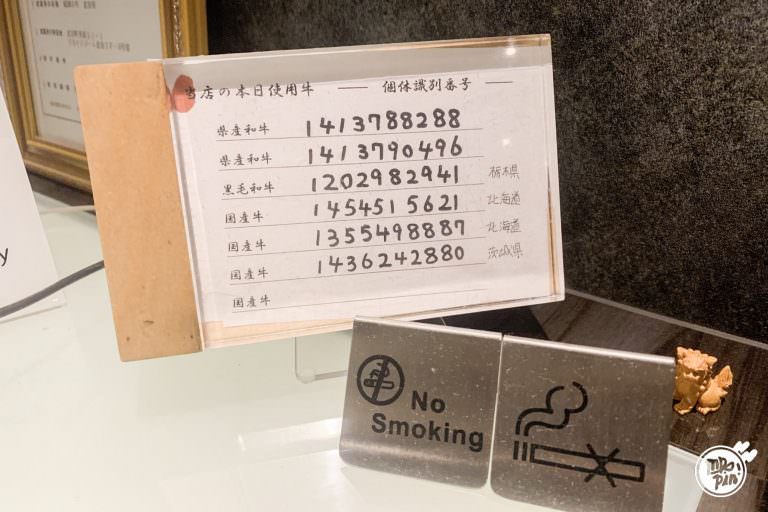 当店の本日使用牛 ― 個体識別番号 ―
県産和牛 1413788288
県産和牛 1413790496
黒毛和牛 1202982941 栃木県
国産牛 1454515621 北海道
国産牛 1355498887 北海道
国産牛 1436242880 茨城県
国産牛
y
No
Smoking